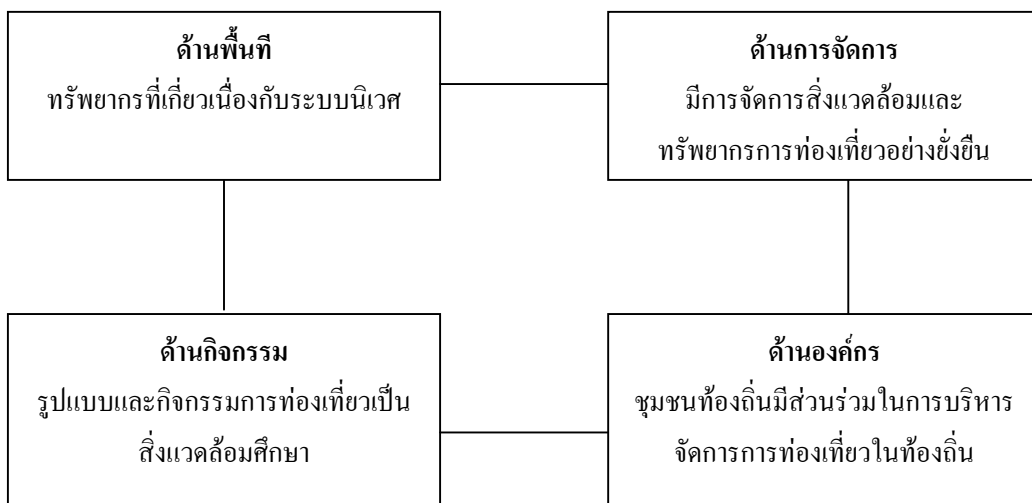 ด้านพื้นที่
ทรัพยากรที่เกี่ยวเนื่องกับระบบนิเวศ
ด้านการจัดการ
มีการจัดการสิ่งแวดล้อมและ
ทรัพยากรการท่องเที่ยวอย่างยั่งยืน
ด้านกิจกรรม
รูปแบบและกิจกรรมการท่องเที่ยวเป็น
สิ่งแวดล้อมศึกษา
ด้านองค์กร
ชุมชนท้องถิ่นมีส่วนร่วมในการบริหาร
จัดการการท่องเที่ยวในท้องถิ่น